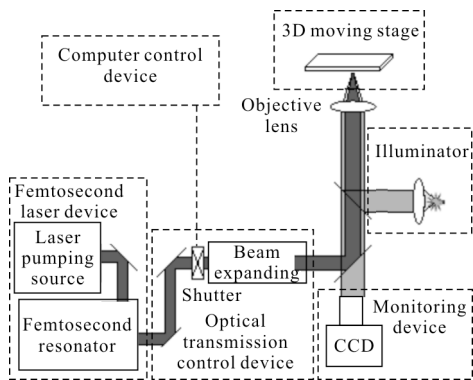 3D moving stage
Computer control
device
Objective
lens
Illuminator
Femtosecond
laser device
Laser
pumping
source
Beam
expanding
Shutter
Femtosecond
resonator
Optical
transmission
control device
Monitoring
device
CCD